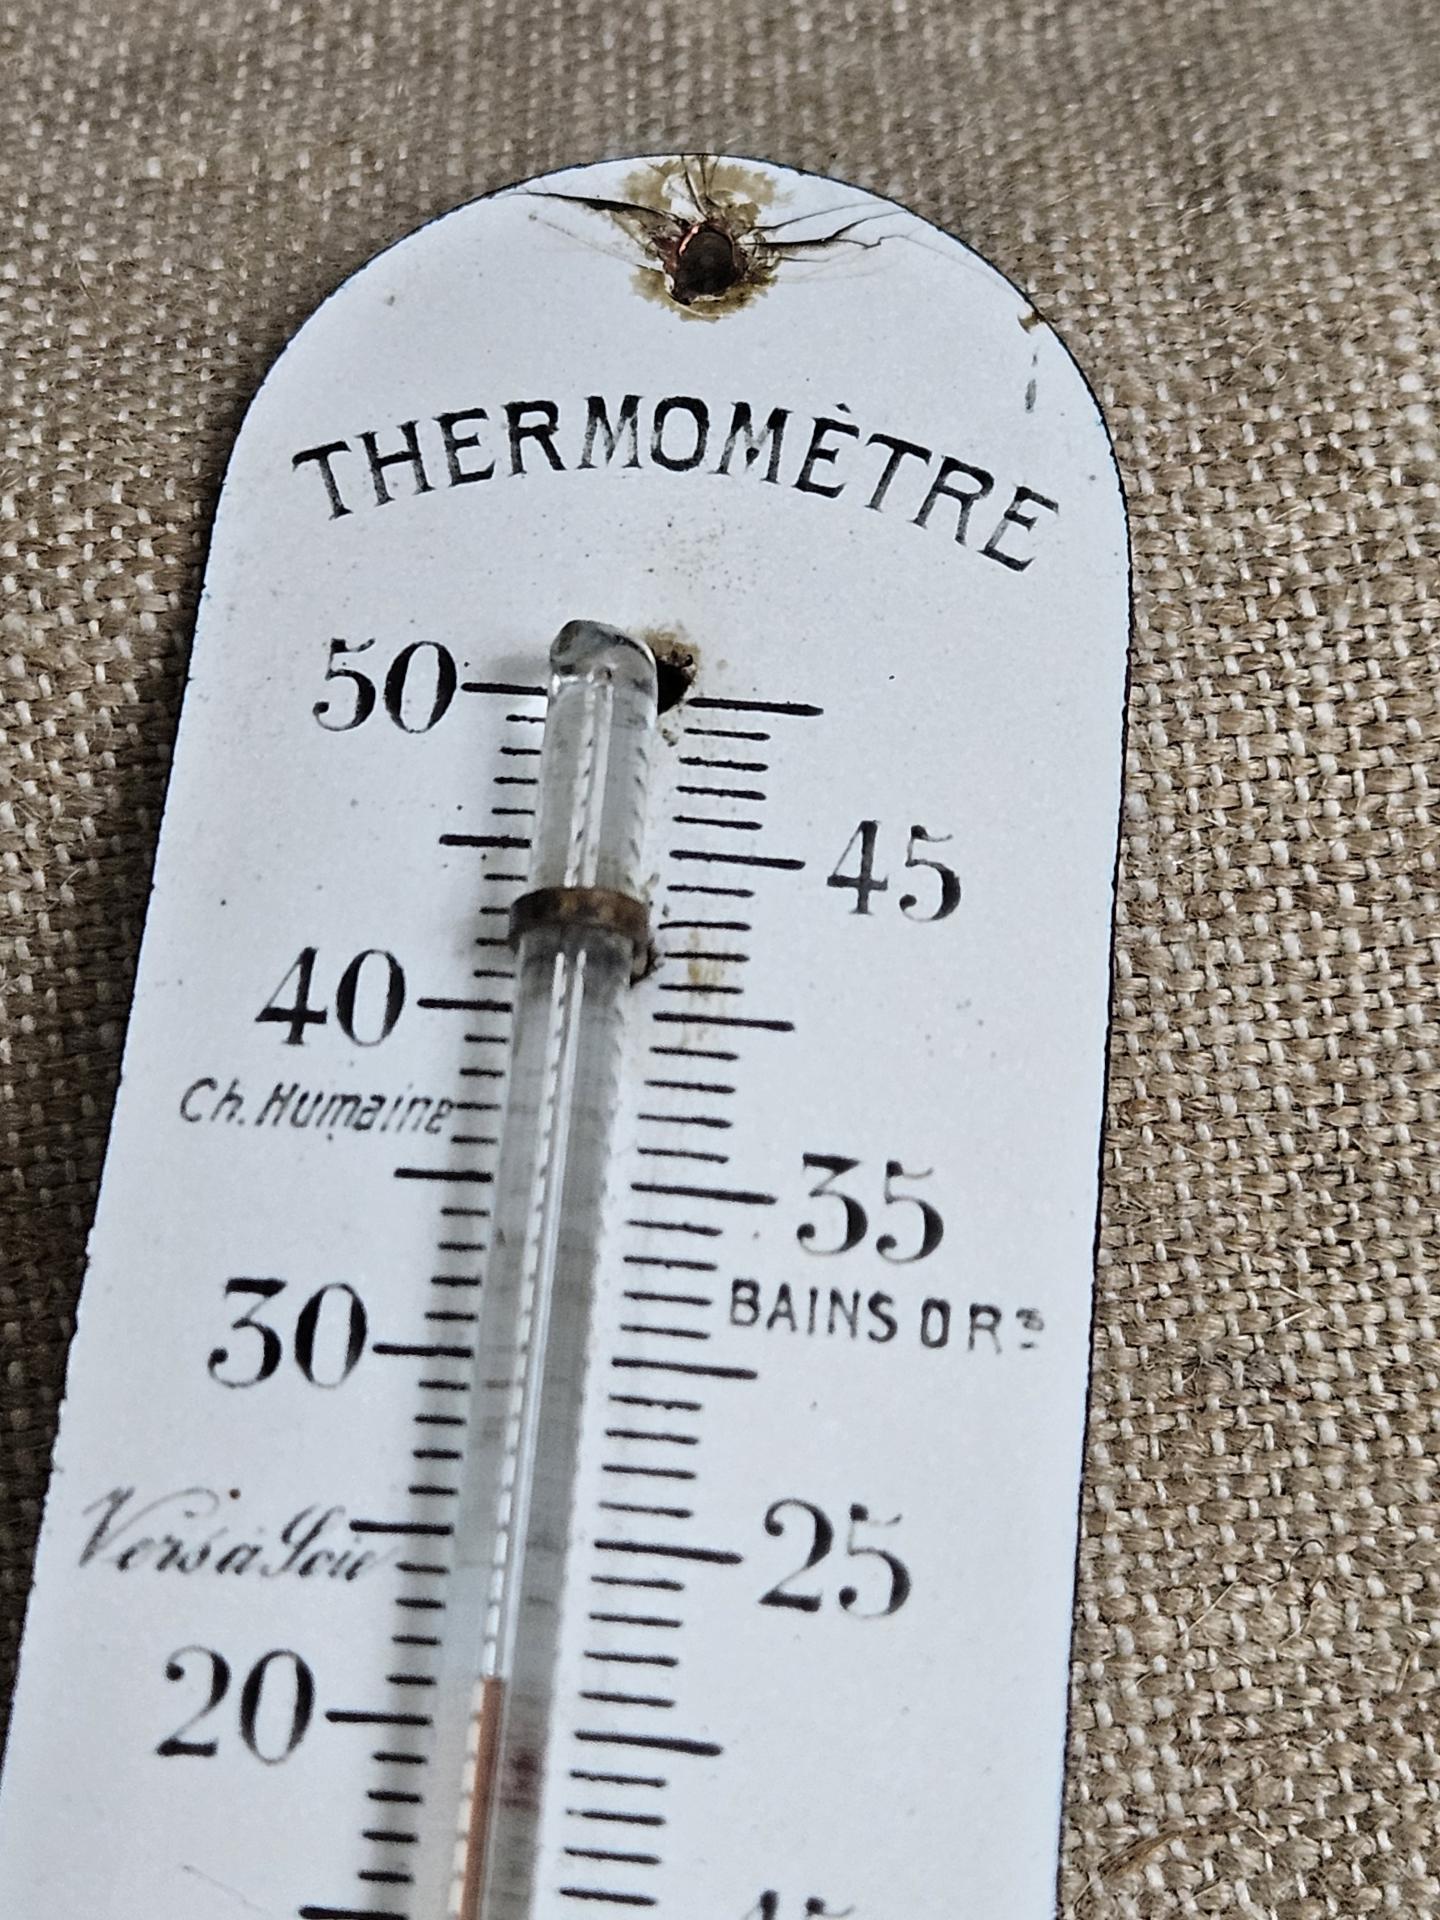 THERMOMÈTRE
50
45
40
Ch. Humaine
35
30
BAINS ORS
Vers à Soie
25
20